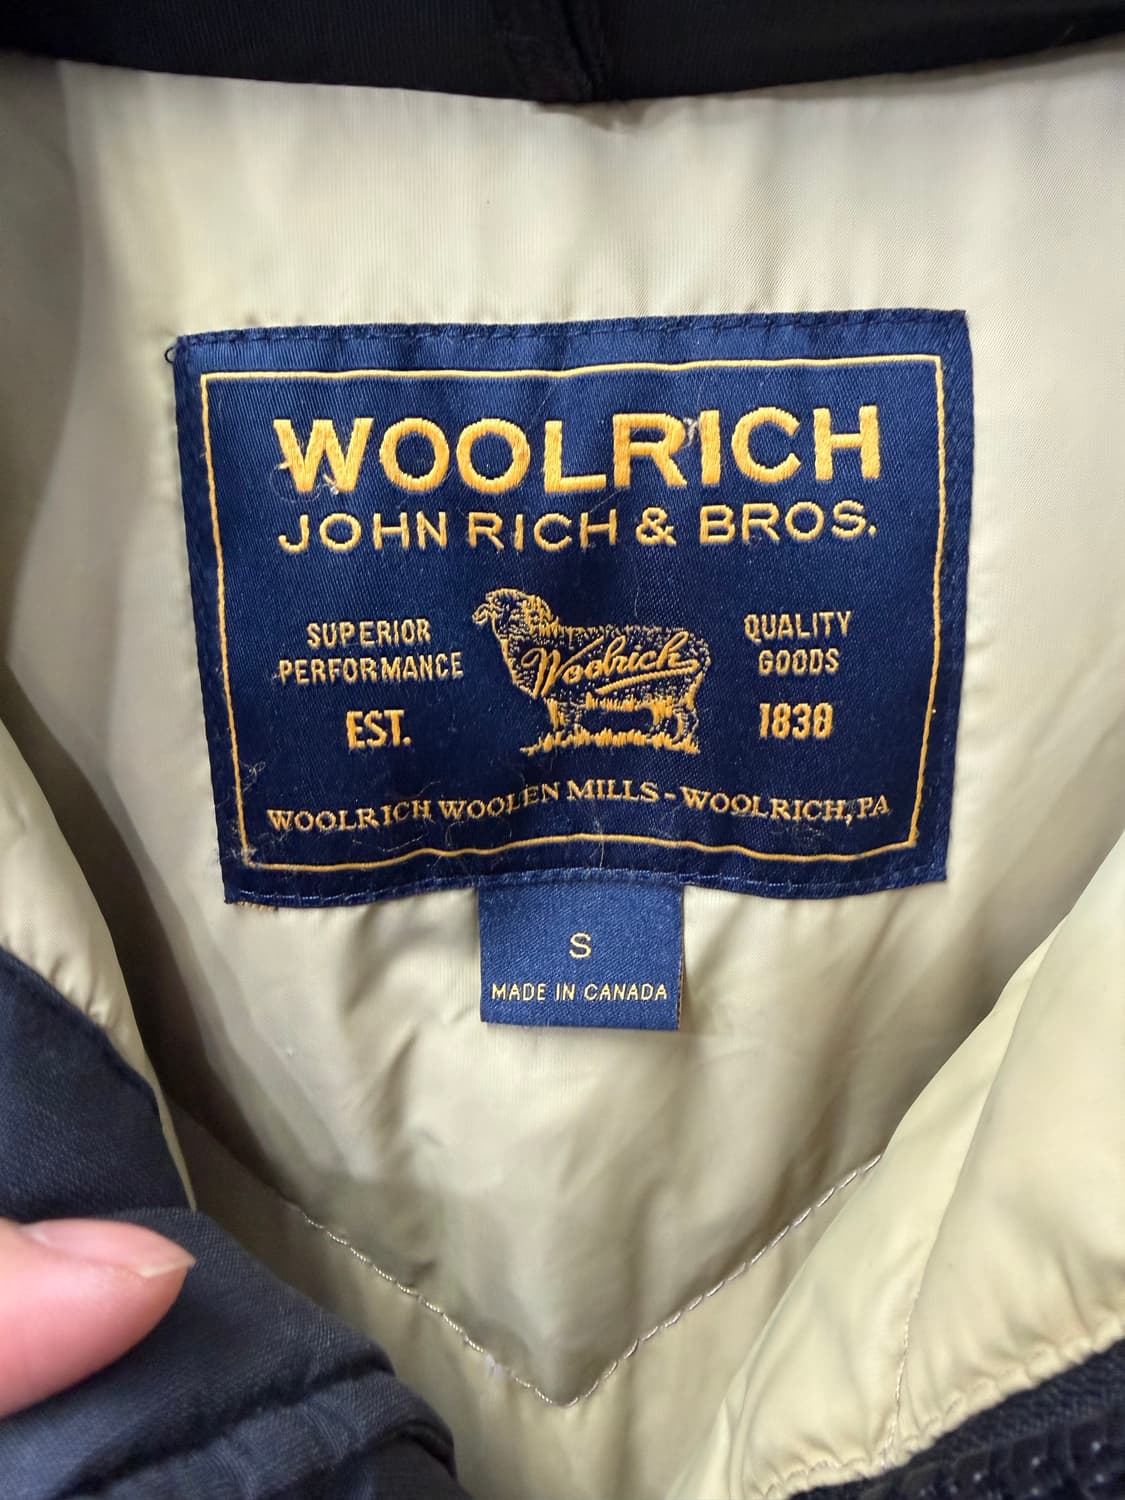 WOOLRICH
JOHN RICH & BROS.
SUPERIOR
PERFORMANCE
Woolrich
QUALITY
GOODS
EST.
1830
WOOLRICH WOOLEN MILLS - WOOLRICH, PA
S
MADE IN CANADA